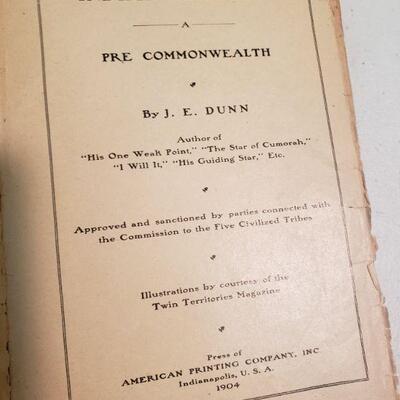 A
PRE COMMONWEALTH
By J. E. DUNN
Author of
"His One Weak Point," "The Star of Cumorah,"
"I Will It," "His Guiding Star," Etc.
Approved and sanctioned by parties connected with
the Commission to the Five Civilized Tribes
Illustrations by courtesy of the
Twin Territories Magazine
Press of
AMERICAN PRINTING COMPANY, INC
Indianapolis, U. S. A.
1904